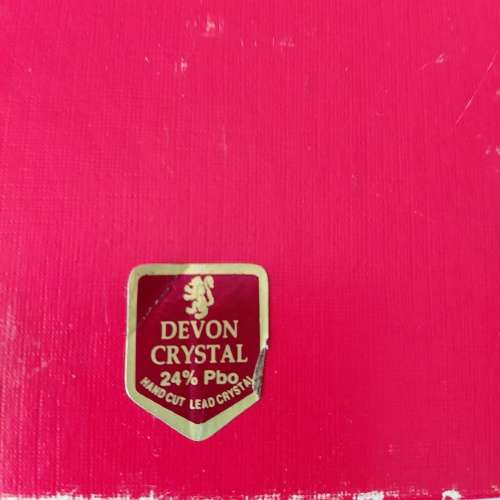 DEVON
CRYSTAL
24% Pbo
HAND CUT LEAD CRYSTAL